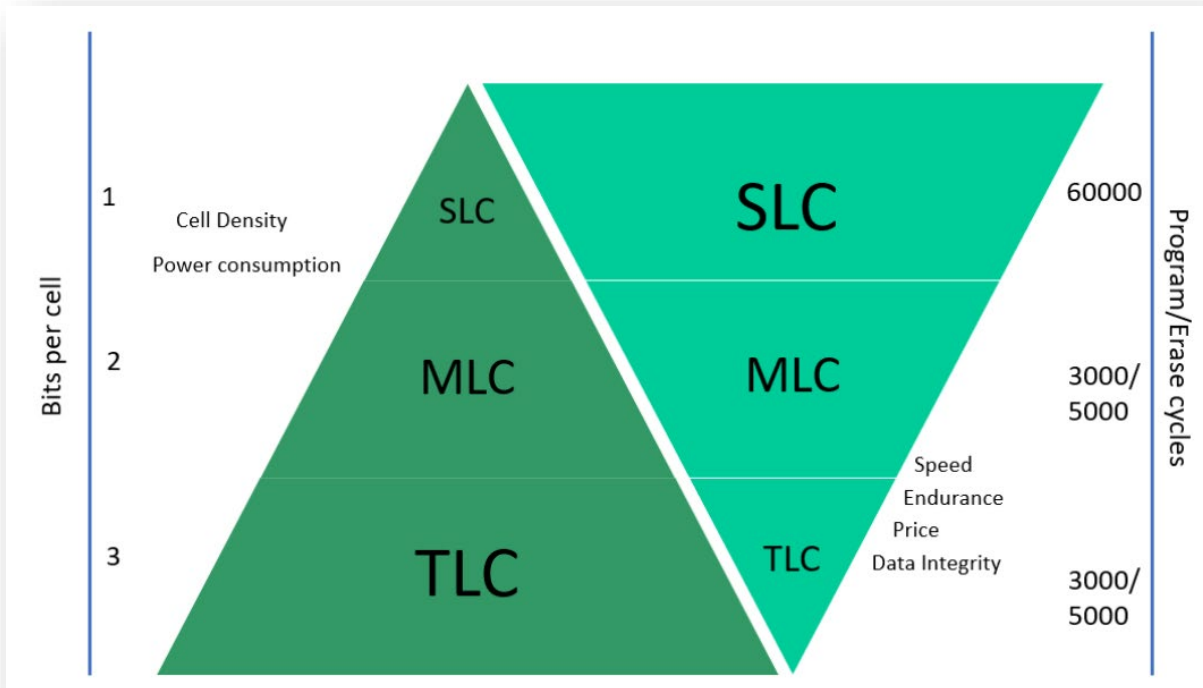 Bits per cell
1
2
3
Cell Density
Power consumption
SLC
MLC
TLC
SLC
MLC
TLC
Speed
Endurance
Price
Data Integrity
60000
3000/
5000
3000/
5000
Program/Erase cycles